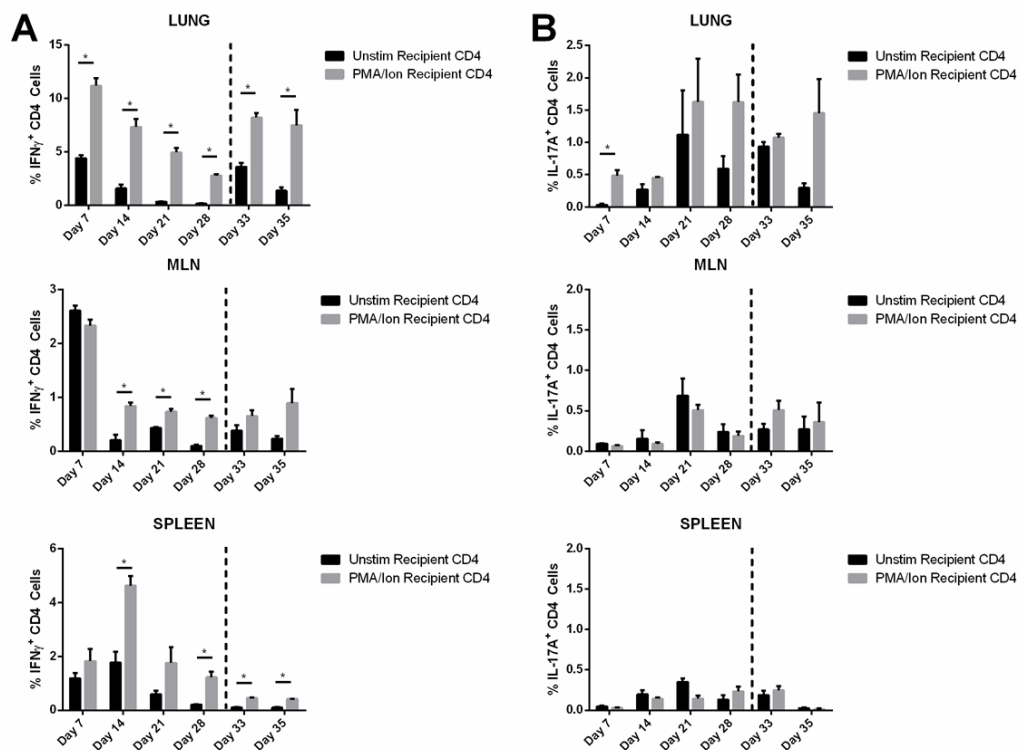 A
LUNG
% IFNγ⁺ CD4 Cells
15
10
5
0
* * * * * *
Day 7 Day 14 Day 21 Day 28 Day 33 Day 35
Unstim Recipient CD4
PMA/Ion Recipient CD4
MLN
% IFNγ⁺ CD4 Cells
3
2
1
0
* * *
Day 7 Day 14 Day 21 Day 28 Day 33 Day 35
Unstim Recipient CD4
PMA/Ion Recipient CD4
SPLEEN
% IFNγ⁺ CD4 Cells
6
4
2
0
* * * *
Day 7 Day 14 Day 21 Day 28 Day 33 Day 35
Unstim Recipient CD4
PMA/Ion Recipient CD4
B
LUNG
% IL-17A⁺ CD4 Cells
2.5
2.0
1.5
1.0
0.5
0.0
*
Day 7 Day 14 Day 21 Day 28 Day 33 Day 35
Unstim Recipient CD4
PMA/Ion Recipient CD4
MLN
% IL-17A⁺ CD4 Cells
2.0
1.5
1.0
0.5
0.0
Day 7 Day 14 Day 21 Day 28 Day 33 Day 35
Unstim Recipient CD4
PMA/Ion Recipient CD4
SPLEEN
% IL-17A⁺ CD4 Cells
2.0
1.5
1.0
0.5
0.0
Day 7 Day 14 Day 21 Day 28 Day 33 Day 35
Unstim Recipient CD4
PMA/Ion Recipient CD4